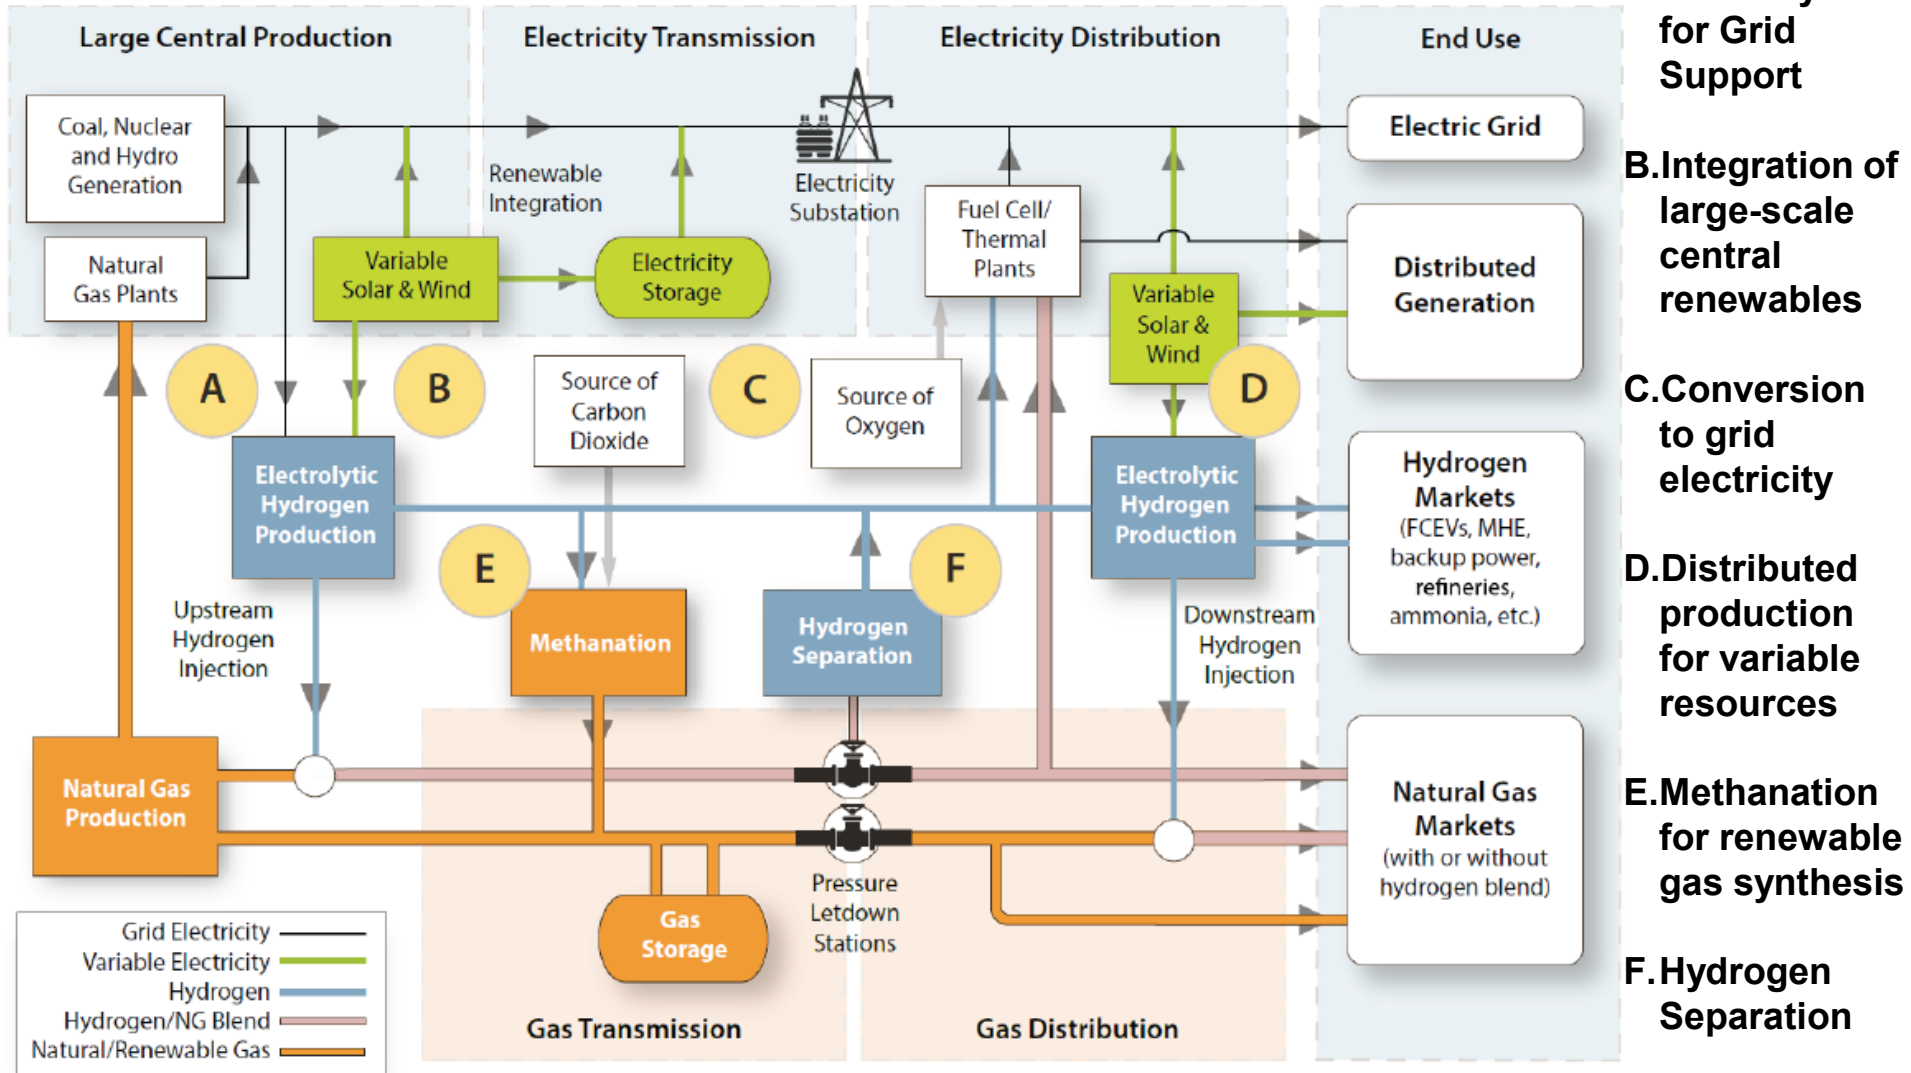 Large Central Production
Electricity Transmission
Electricity Distribution
End Use
Coal, Nuclear
and Hydro
Generation
Natural
Gas Plants
Variable
Solar & Wind
Renewable
Integration
Electricity
Storage
Electricity
Substation
Fuel Cell/
Thermal
Plants
Variable
Solar &
Wind
Electric Grid
Distributed
Generation
A
B
C
D
Source of
Carbon
Dioxide
Source of
Oxygen
Electrolytic
Hydrogen
Production
Electrolytic
Hydrogen
Production
Hydrogen
Markets
(FCEVs, MHE,
backup power,
refineries,
ammonia, etc.)
E
F
Upstream
Hydrogen
Injection
Methanation
Hydrogen
Separation
Downstream
Hydrogen
Injection
Natural Gas
Production
Natural Gas
Markets
(with or without
hydrogen blend)
Gas
Storage
Pressure
Letdown
Stations
Gas Transmission
Gas Distribution
Grid Electricity
Variable Electricity
Hydrogen
Hydrogen/NG Blend
Natural/Renewable Gas
for Grid
Support
B.Integration of
large-scale
central
renewables
C.Conversion
to grid
electricity
D.Distributed
production
for variable
resources
E.Methanation
for renewable
gas synthesis
F.Hydrogen
Separation